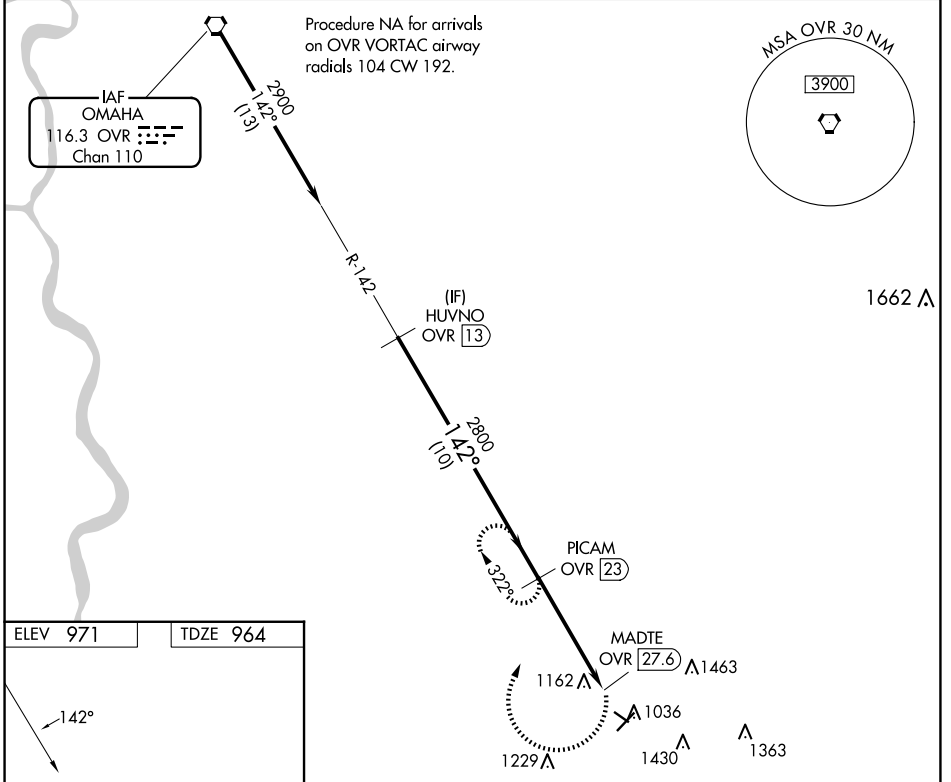 Procedure NA for arrivals
on OVR VORTAC airway
radials 104 CW 192.
MSA OVR 30 NM
3900
IAF
OMAHA
116.3 OVR
Chan 110
2900
142°
(13)
R-142
(IF)
HUVNO
OVR 13
1662
2800
142°
(10)
322°
PICAM
OVR 23
MADTE
OVR 27.6
1463
1162
1036
1229
1430
1363
ELEV 971
TDZE 964
142°